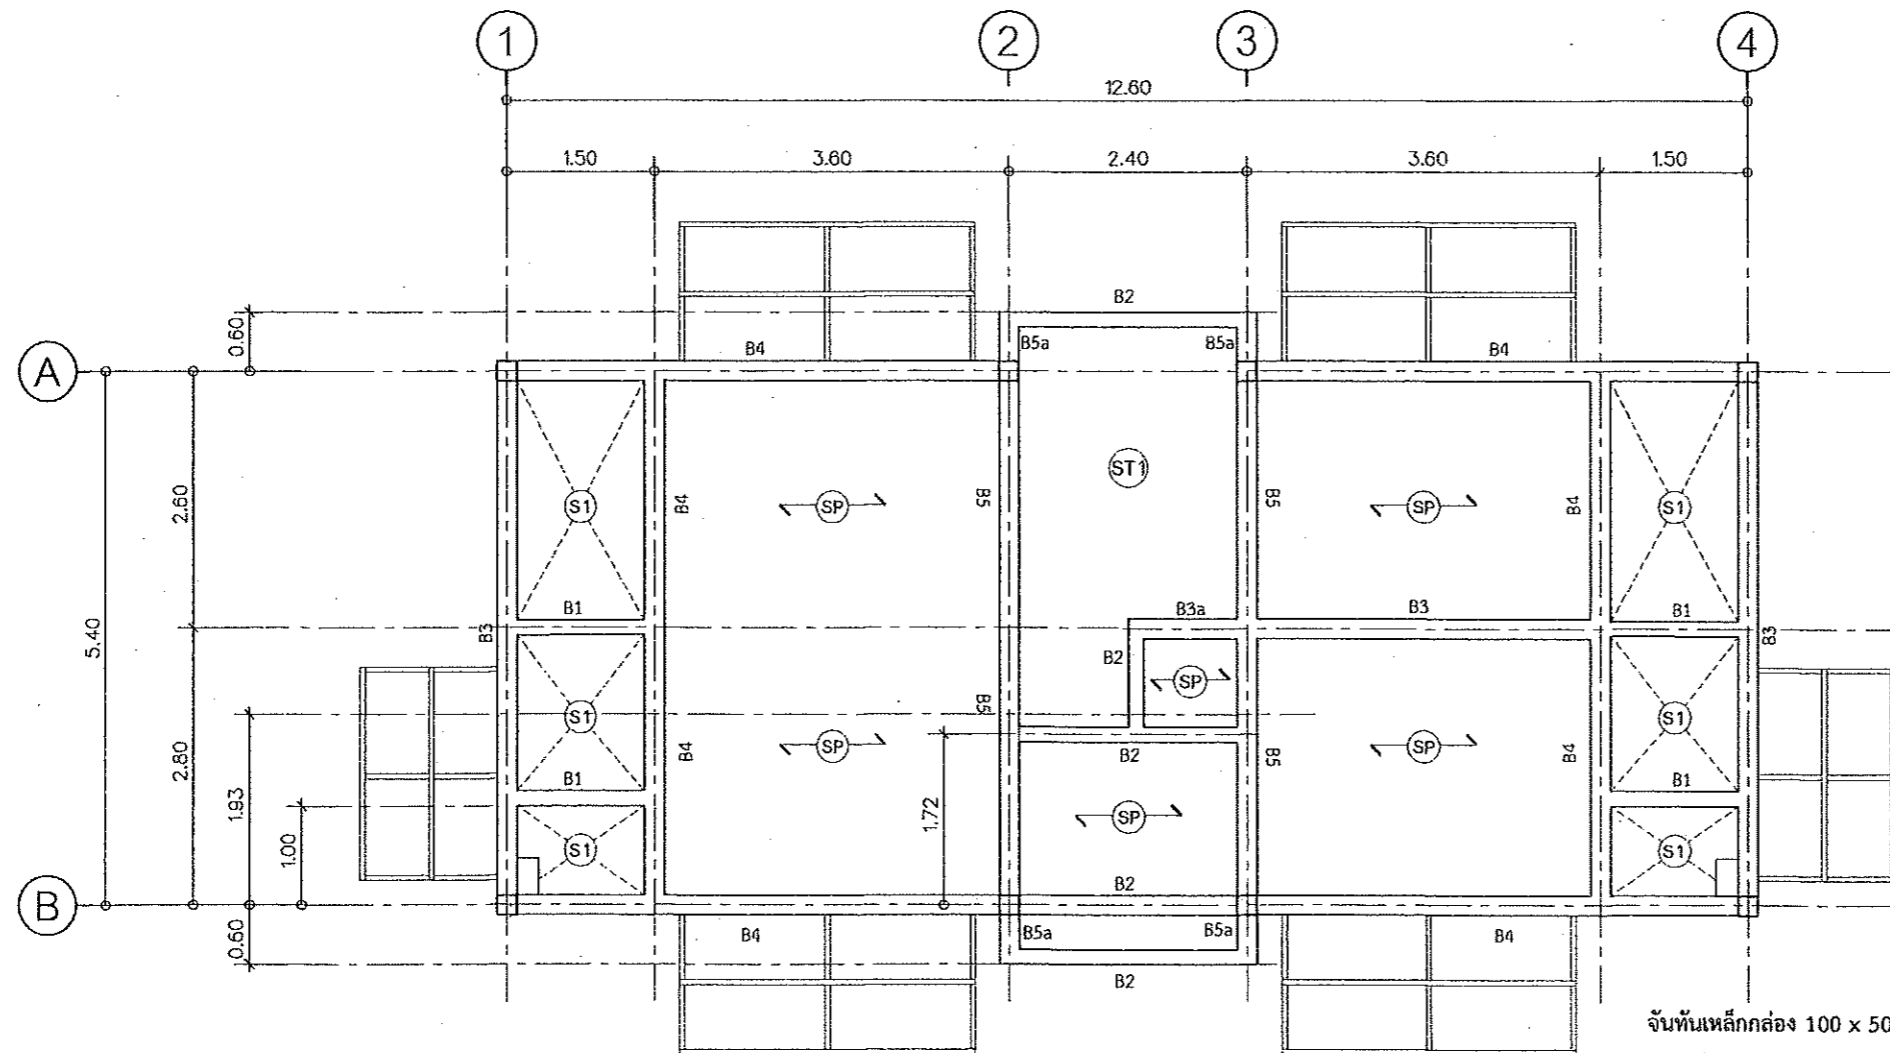 1 2 3 4
12.60
1.50 3.60 2.40 3.60 1.50
0.60
B2
B4 B5a B5a B4
A
ST1
2.60
S1 B4 SP B5 B5 SP B4 S1
B1 B3a B3 B1
5.40
B3 B3
B2 SP
S1 B5 S1
2.80 B4 SP B2 B5 SP B4
B1 B1
1.93
1.00
1.72
SP
S1 S1
B2
B
0.60
B4 B5a B5a B4
B2
จันทันเหล็กกล่อง 100 x 50